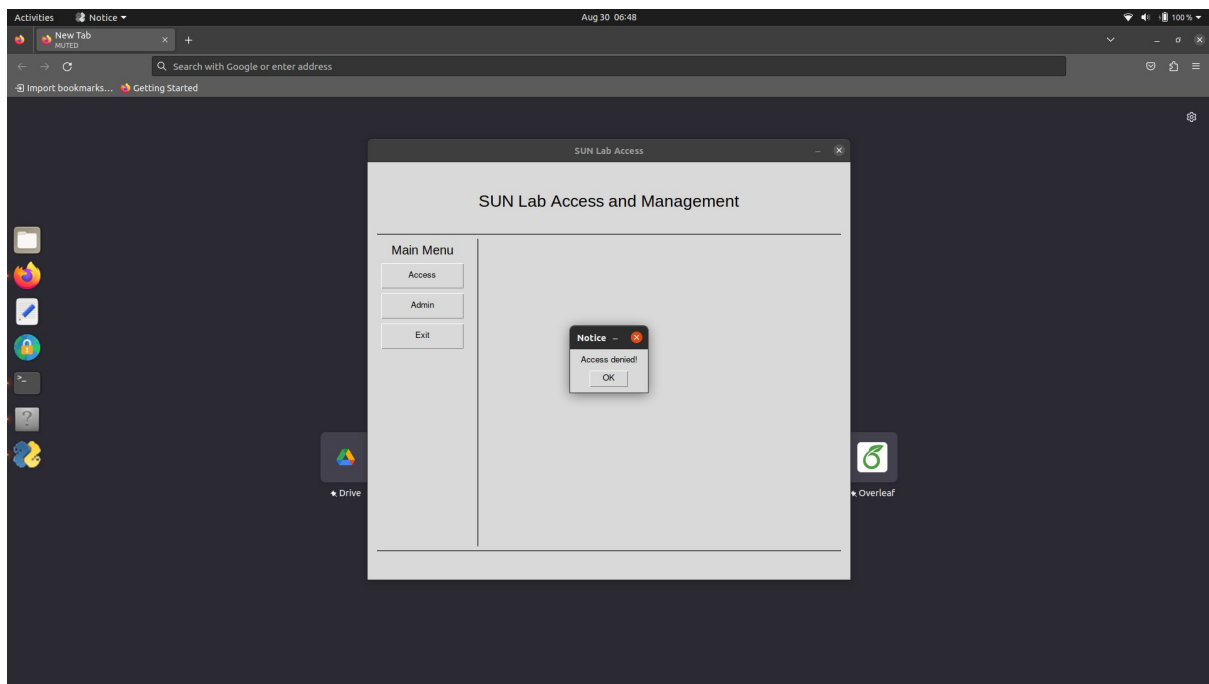 Activities Notice Aug 30 06:48 100 %
New Tab
MUTED
Search with Google or enter address
Import bookmarks... Getting Started
SUN Lab Access
SUN Lab Access and Management
Main Menu
Access
Admin
Exit
Notice
Access denied!
OK
Drive
Overleaf